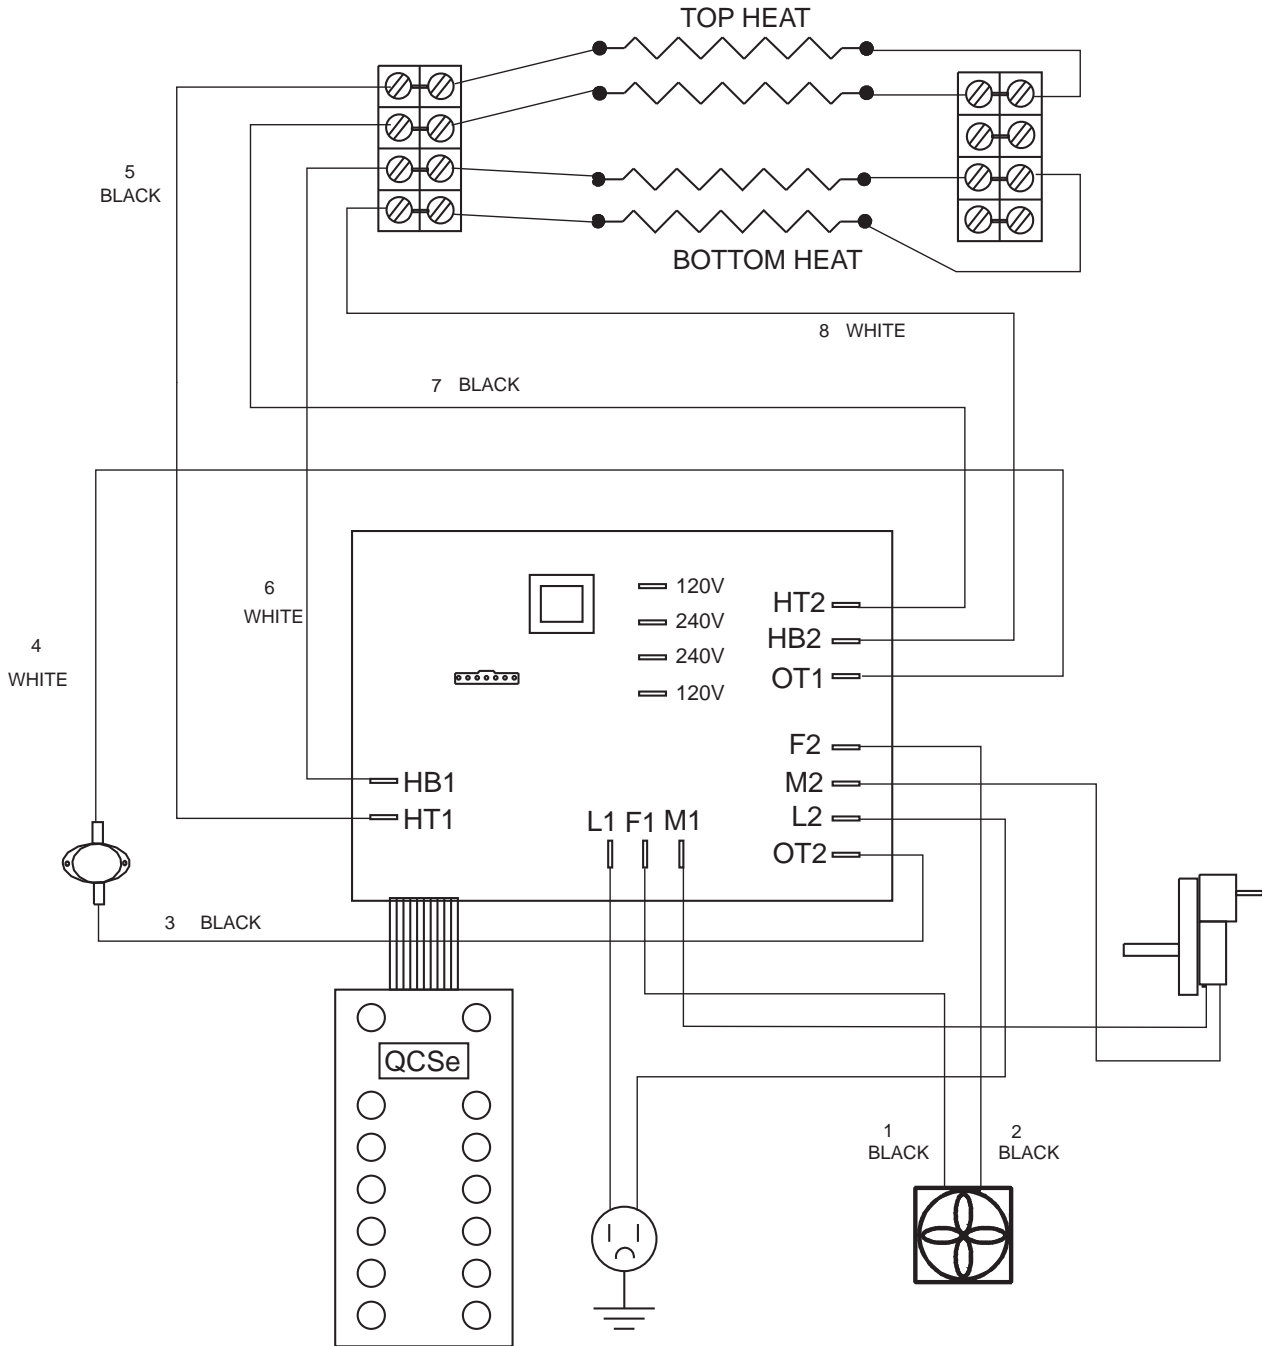 TOP HEAT
5
BLACK
BOTTOM HEAT
8 WHITE
7 BLACK
6
WHITE
4
WHITE
120V
240V
240V
120V
HT2
HB2
OT1
F2
M2
L2
OT2
HB1
HT1
L1 F1 M1
3 BLACK
QCSe
1
BLACK
2
BLACK